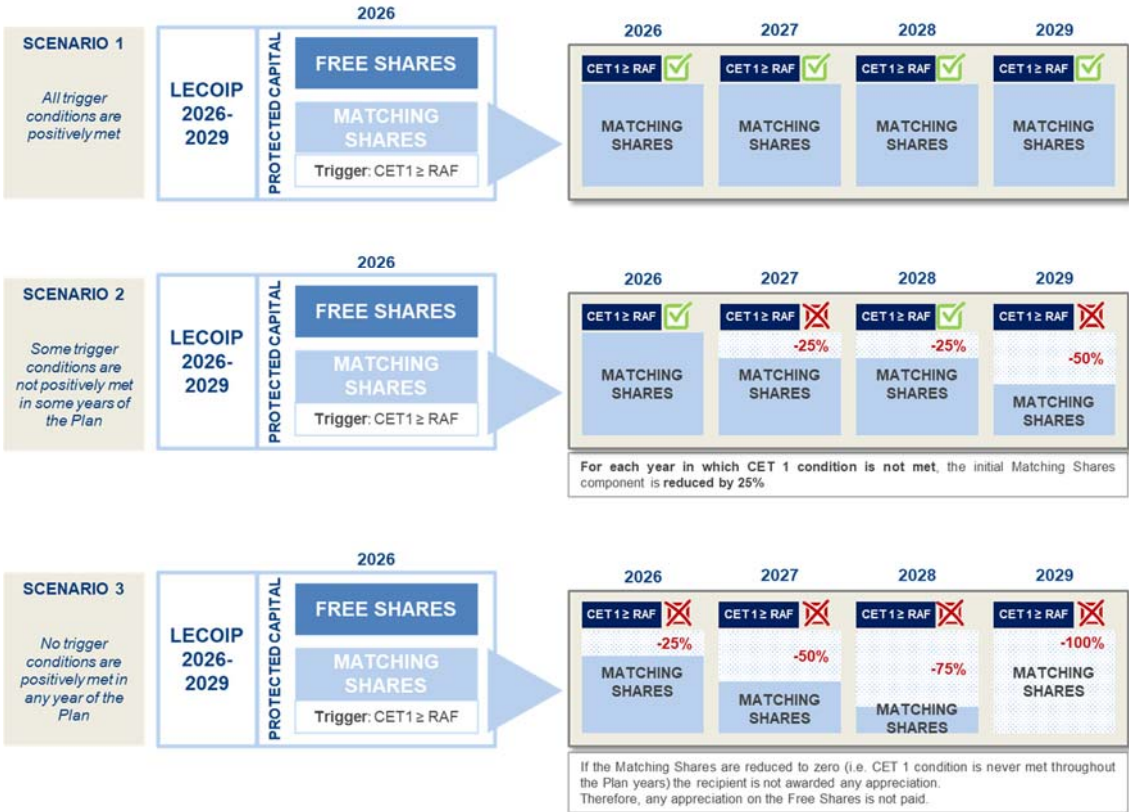 2026
SCENARIO 1
All trigger
conditions are
positively met
LECOIP
2026-
2029
PROTECTED CAPITAL
FREE SHARES
MATCHING
SHARES
Trigger: CET1 ≥ RAF
2026 2027 2028 2029
CET1 ≥ RAF CET1 ≥ RAF CET1 ≥ RAF CET1 ≥ RAF
MATCHING MATCHING MATCHING MATCHING
SHARES SHARES SHARES SHARES
2026
SCENARIO 2
Some trigger
conditions are
not positively met
in some years of
the Plan
LECOIP
2026-
2029
PROTECTED CAPITAL
FREE SHARES
MATCHING
SHARES
Trigger: CET1 ≥ RAF
2026 2027 2028 2029
CET1 ≥ RAF CET1 ≥ RAF CET1 ≥ RAF CET1 ≥ RAF
-25% -25% -50%
MATCHING MATCHING MATCHING MATCHING
SHARES SHARES SHARES SHARES
For each year in which CET 1 condition is not met, the initial Matching Shares
component is reduced by 25%
2026
SCENARIO 3
No trigger
conditions are
positively met in
any year of the
Plan
LECOIP
2026-
2029
PROTECTED CAPITAL
FREE SHARES
MATCHING
SHARES
Trigger: CET1 ≥ RAF
2026 2027 2028 2029
CET1 ≥ RAF CET1 ≥ RAF CET1 ≥ RAF CET1 ≥ RAF
-25% -50% -75% -100%
MATCHING MATCHING MATCHING MATCHING
SHARES SHARES SHARES SHARES
If the Matching Shares are reduced to zero (i.e. CET 1 condition is never met throughout
the Plan years) the recipient is not awarded any appreciation.
Therefore, any appreciation on the Free Shares is not paid.